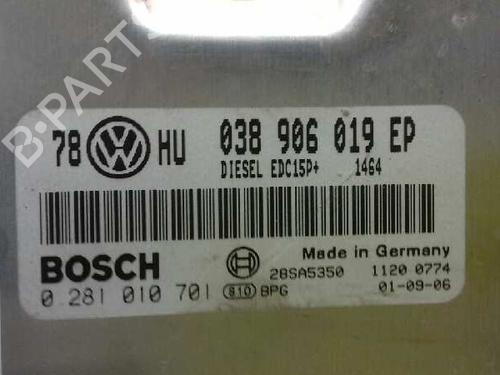 B-PARTS
78 VW HU 038 906 019 EP
DIESEL EDC15P+ 1464
BOSCH Made in Germany
28SA5350 1120 0774
0 281 010 701 810 BPG 01-09-06